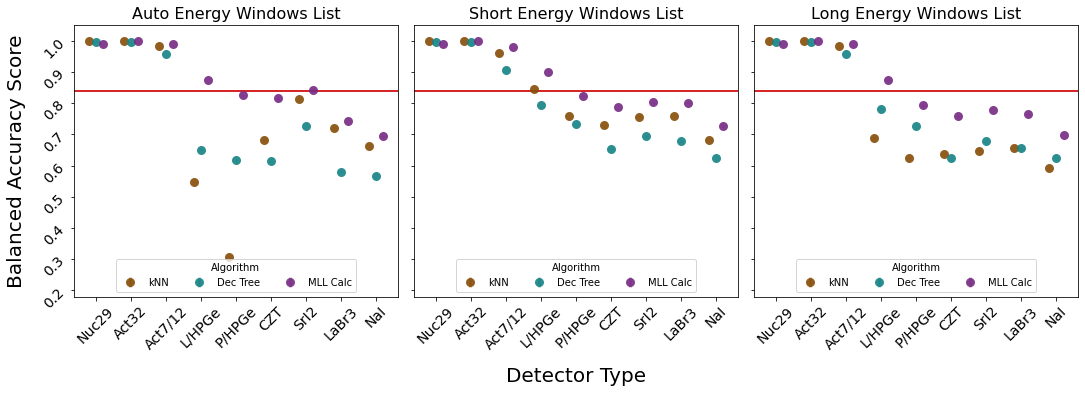 Auto Energy Windows List
Short Energy Windows List
Long Energy Windows List
Balanced Accuracy Score
1.0
0.9
0.8
0.7
0.6
0.5
0.4
0.3
0.2
Algorithm
kNN Dec Tree MLL Calc
Algorithm
kNN Dec Tree MLL Calc
Algorithm
kNN Dec Tree MLL Calc
Nuc29 Act32 Act7/12 L/HPGe P/HPGe CZT SrI2 LaBr3 NaI
Nuc29 Act32 Act7/12 L/HPGe P/HPGe CZT SrI2 LaBr3 NaI
Nuc29 Act32 Act7/12 L/HPGe P/HPGe CZT SrI2 LaBr3 NaI
Detector Type